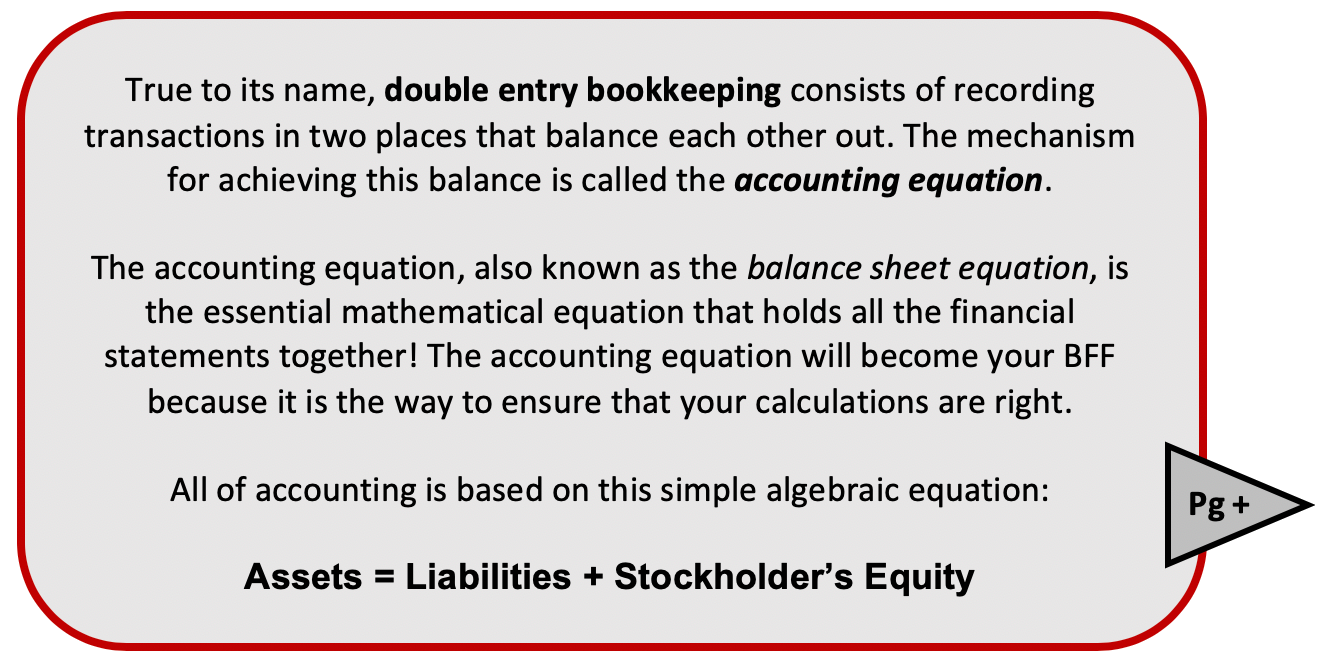 True to its name, double entry bookkeeping consists of recording
transactions in two places that balance each other out. The mechanism
for achieving this balance is called the accounting equation.
The accounting equation, also known as the balance sheet equation, is
the essential mathematical equation that holds all the financial
statements together! The accounting equation will become your BFF
because it is the way to ensure that your calculations are right.
All of accounting is based on this simple algebraic equation:
Pg +
Assets = Liabilities + Stockholder’s Equity